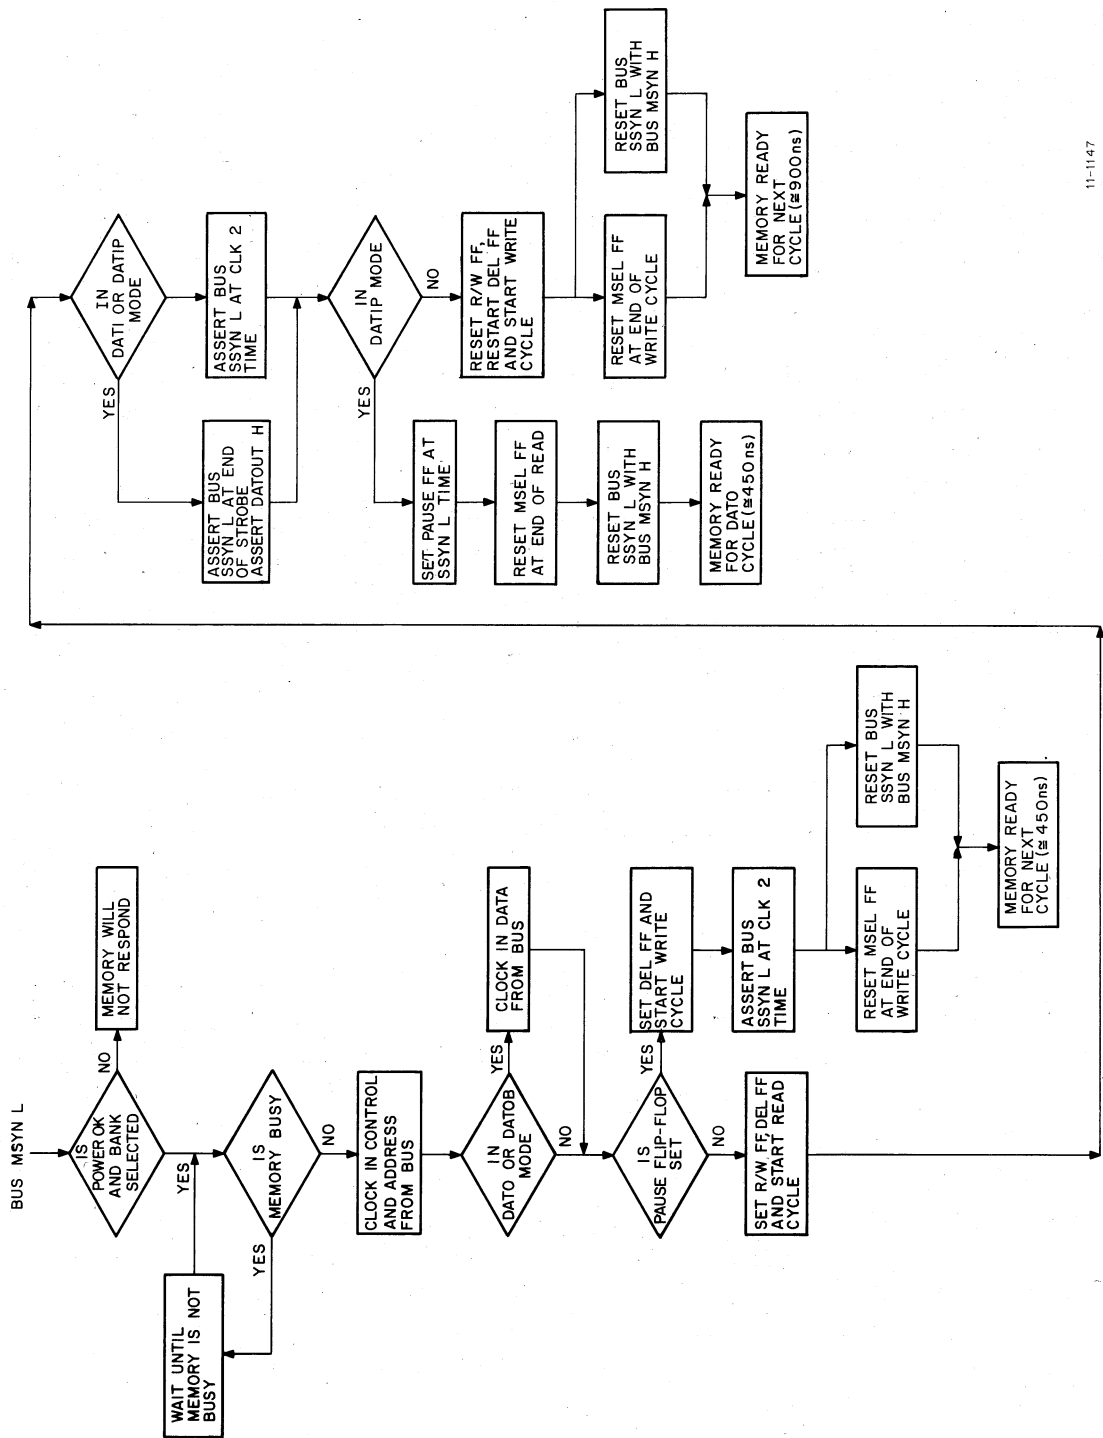 BUS MSYN L
IS
POWER OK
AND BANK
SELECTED
NO
MEMORY WILL
NOT RESPOND
YES
WAIT UNTIL
MEMORY IS NOT
BUSY
IS
MEMORY BUSY
YES
NO
CLOCK IN CONTROL
AND ADDRESS
FROM BUS
IN
DATO OR DATOB
MODE
YES
CLOCK IN DATA
FROM BUS
NO
IS
PAUSE FLIP-FLOP
SET
YES
SET DEL FF AND
START WRITE
CYCLE
NO
SET R/W FF, DEL FF
AND START READ
CYCLE
ASSERT BUS
SSYN L AT CLK 2
TIME
RESET MSEL FF
AT END OF
WRITE CYCLE
RESET BUS
SSYN L WITH
BUS MSYN H
MEMORY READY
FOR NEXT
CYCLE (≅450ns)
IN
DATI OR DATIP
MODE
YES
ASSERT BUS
SSYN L AT END
OF STROBE
ASSERT DATOUT H
ASSERT BUS
SSYN L AT CLK 2
TIME
IN
DATIP MODE
YES
NO
SET PAUSE FF AT
SSYN L TIME
RESET MSEL FF
AT END OF READ
RESET BUS
SSYN L WITH
BUS MSYN H
MEMORY READY
FOR DATO
CYCLE (≅450ns)
RESET R/W FF,
RESTART DEL FF
AND START WRITE
CYCLE
RESET MSEL FF
AT END OF
WRITE CYCLE
RESET BUS
SSYN L WITH
BUS MSYN H
MEMORY READY
FOR NEXT
CYCLE (≅900ns)
11-1147